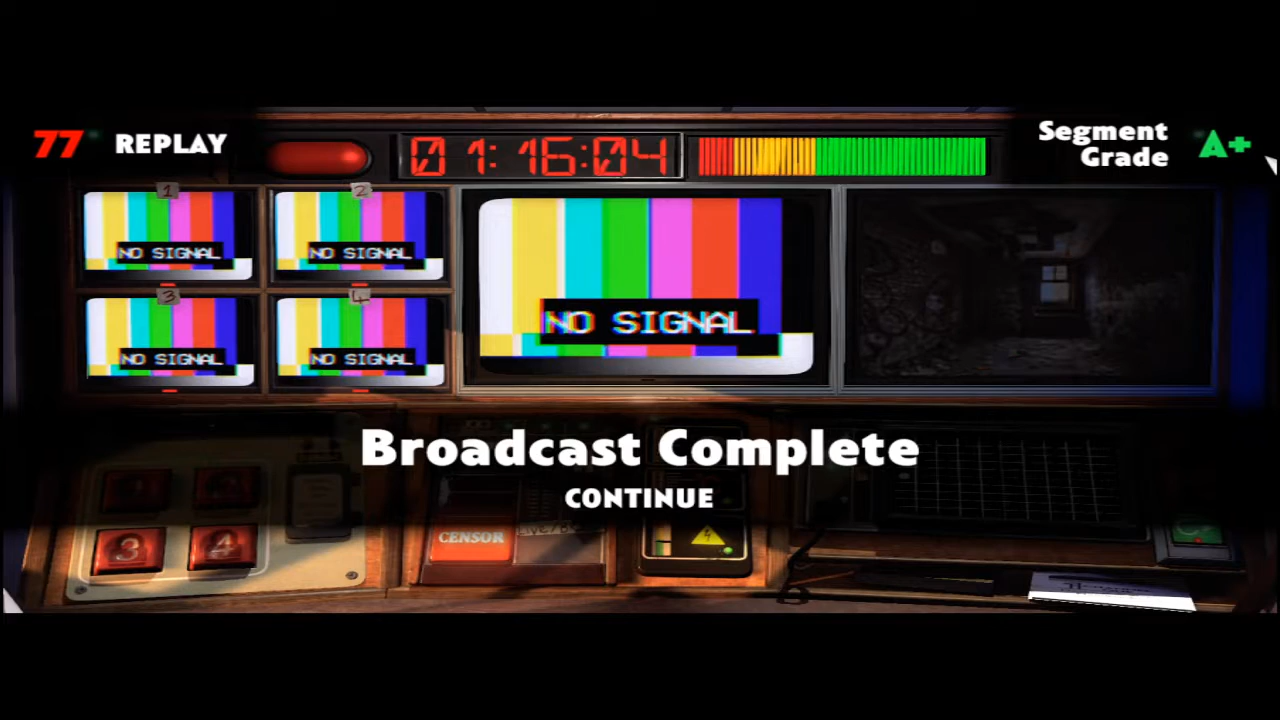 77 REPLAY
01:16:04
Segment
Grade
A+
1
2
NO SIGNAL
NO SIGNAL
NO SIGNAL
3
4
NO SIGNAL
NO SIGNAL
Broadcast Complete
CONTINUE
3
4
CENSOR